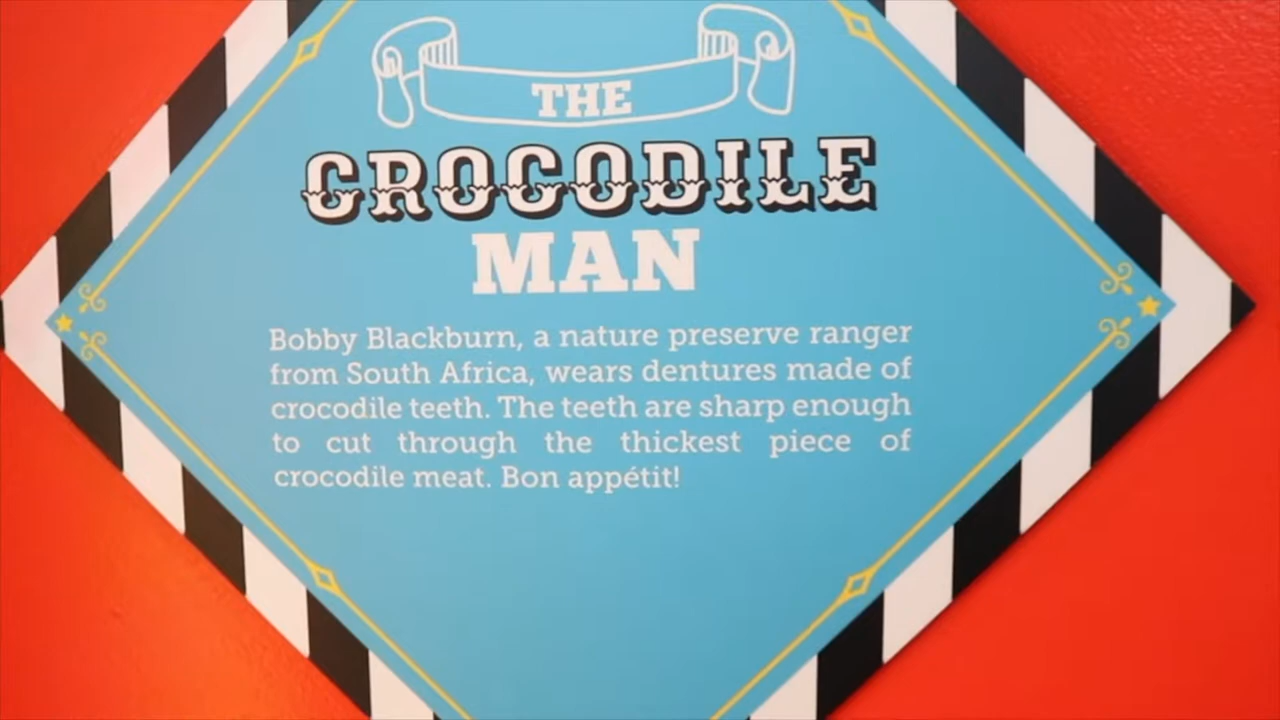 THE
CROCODILE
MAN
Bobby Blackburn, a nature preserve ranger
from South Africa, wears dentures made of
crocodile teeth. The teeth are sharp enough
to cut through the thickest piece of
crocodile meat. Bon appétit!